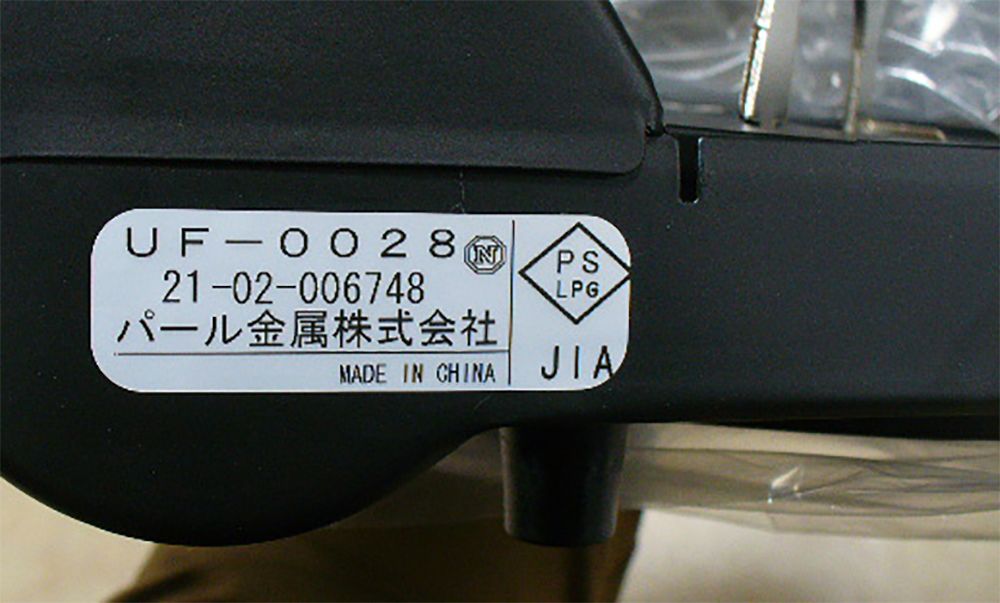 UF-0028 N
21-02-006748
パール金属株式会社
MADE IN CHINA
PS
LPG
JIA